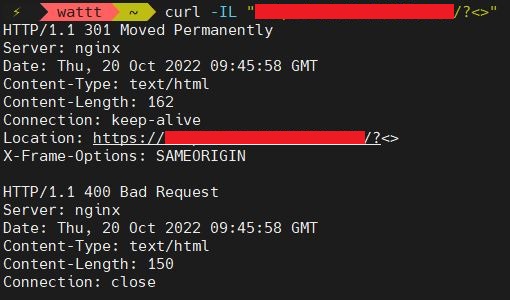 ⚡ wattt ~ curl -IL "/?<>"
HTTP/1.1 301 Moved Permanently
Server: nginx
Date: Thu, 20 Oct 2022 09:45:58 GMT
Content-Type: text/html
Content-Length: 162
Connection: keep-alive
Location: https:///?<>
X-Frame-Options: SAMEORIGIN

HTTP/1.1 400 Bad Request
Server: nginx
Date: Thu, 20 Oct 2022 09:45:58 GMT
Content-Type: text/html
Content-Length: 150
Connection: close